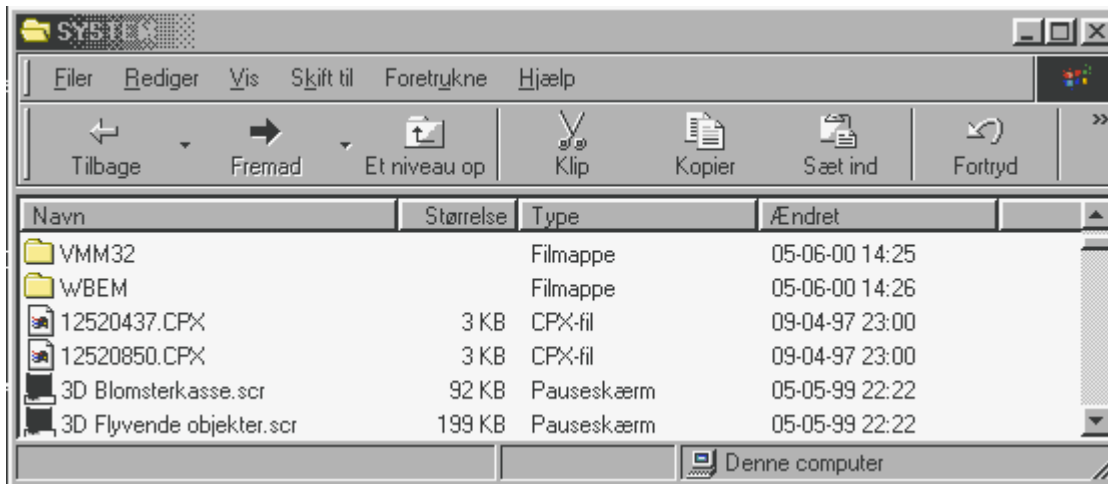 SYSTEM
Filer Rediger Vis Skift til Foretrukne Hjælp
Tilbage Fremad Et niveau op Klip Kopier Sæt ind Fortryd »
Navn Størrelse Type Ændret
VMM32 Filmappe 05-06-00 14:25
WBEM Filmappe 05-06-00 14:26
12520437.CPX 3 KB CPX-fil 09-04-97 23:00
12520850.CPX 3 KB CPX-fil 09-04-97 23:00
3D Blomsterkasse.scr 92 KB Pauseskærm 05-05-99 22:22
3D Flyvende objekter.scr 199 KB Pauseskærm 05-05-99 22:22
Denne computer